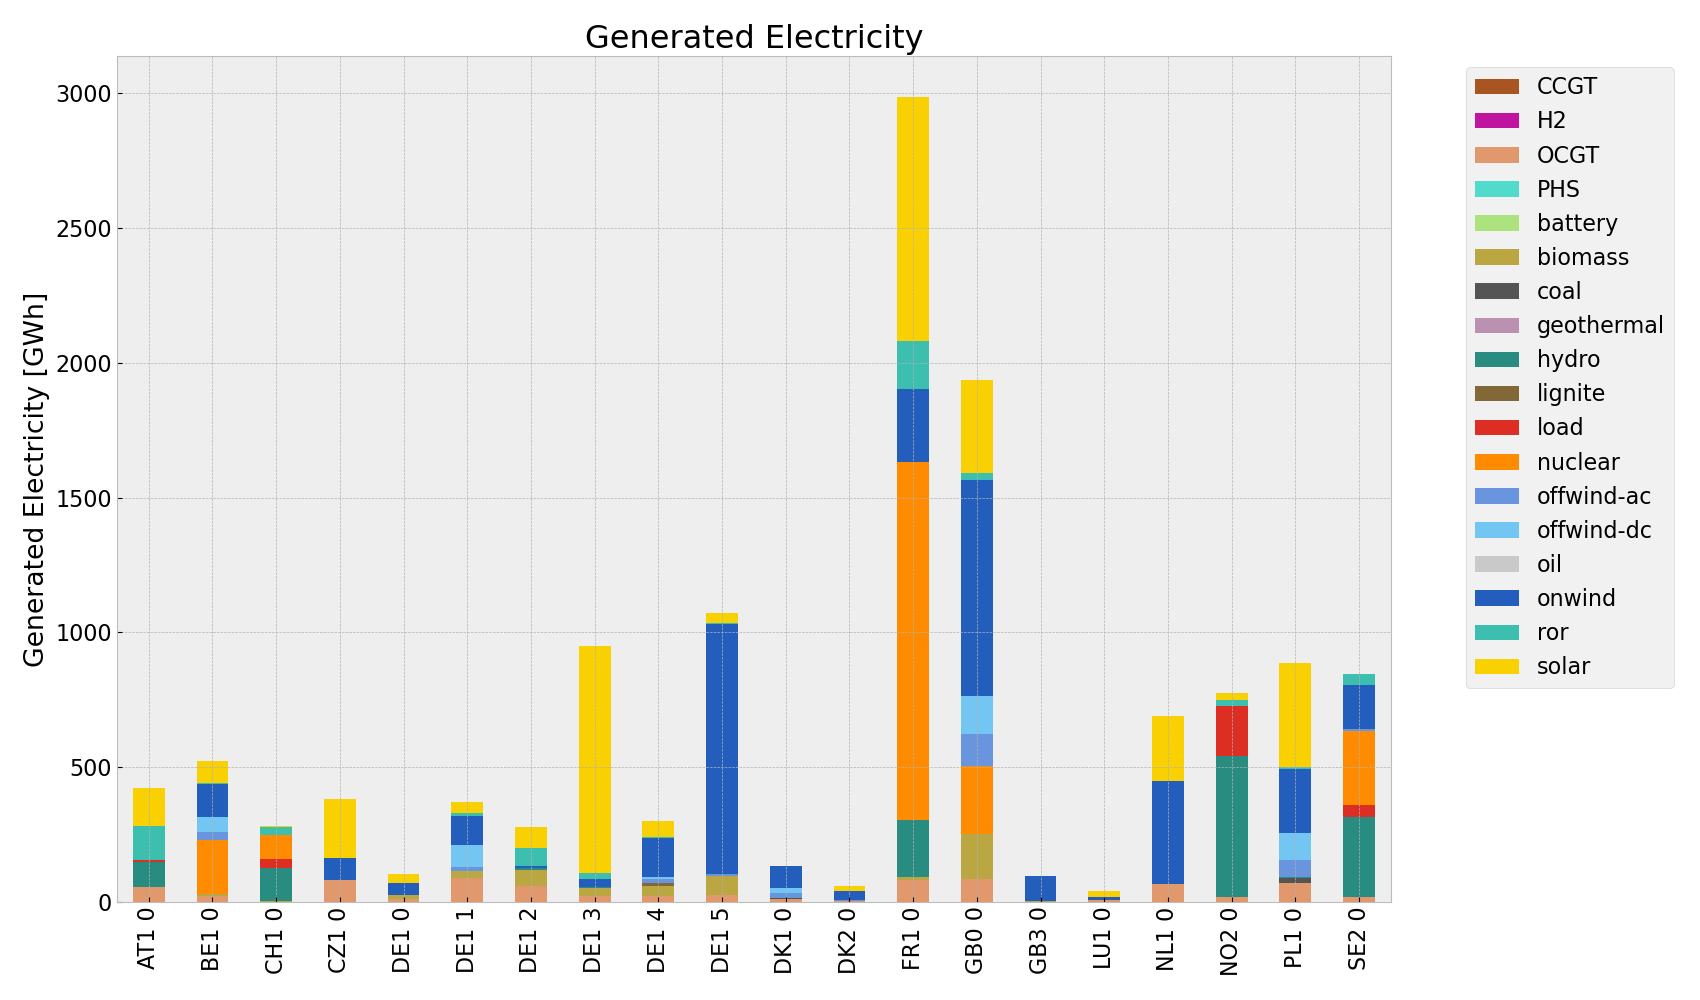 Generated Electricity
Generated Electricity [GWh]
3000
2500
2000
1500
1000
500
0
AT1 0
BE1 0
CH1 0
CZ1 0
DE1 0
DE1 1
DE1 2
DE1 3
DE1 4
DE1 5
DK1 0
DK2 0
FR1 0
GB0 0
GB3 0
LU1 0
NL1 0
NO2 0
PL1 0
SE2 0
CCGT
H2
OCGT
PHS
battery
biomass
coal
geothermal
hydro
lignite
load
nuclear
offwind-ac
offwind-dc
oil
onwind
ror
solar